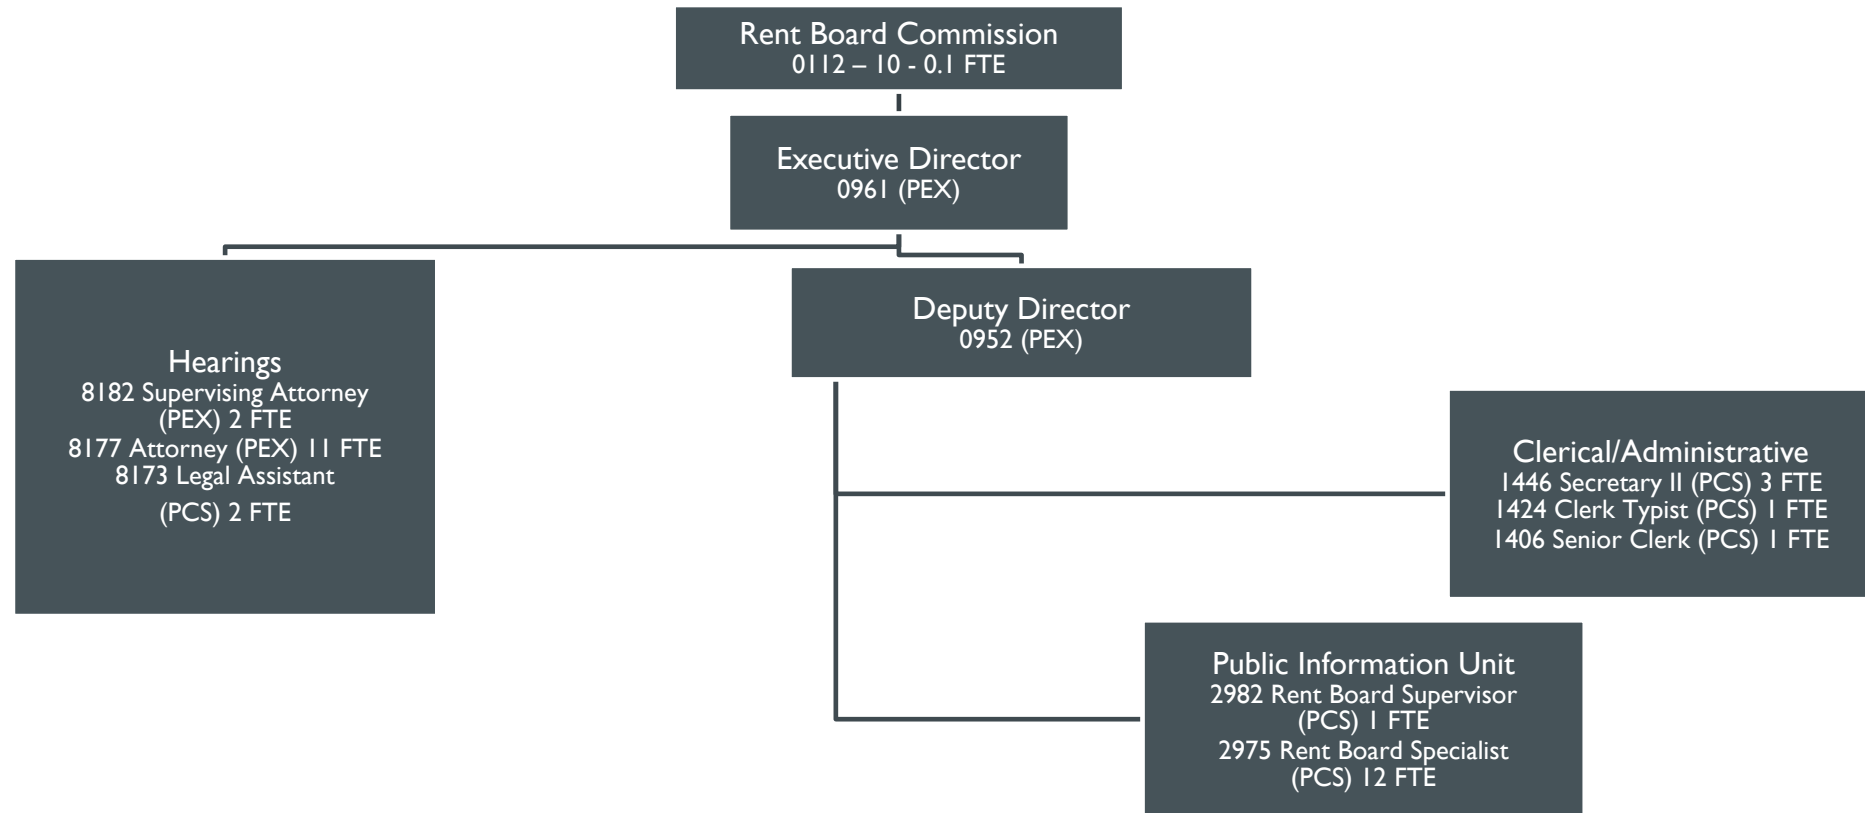 Rent Board Commission
0112 – 10 - 0.1 FTE
Executive Director
0961 (PEX)
Hearings
8182 Supervising Attorney
(PEX) 2 FTE
8177 Attorney (PEX) 11 FTE
8173 Legal Assistant
(PCS) 2 FTE
Deputy Director
0952 (PEX)
Clerical/Administrative
1446 Secretary II (PCS) 3 FTE
1424 Clerk Typist (PCS) 1 FTE
1406 Senior Clerk (PCS) 1 FTE
Public Information Unit
2982 Rent Board Supervisor
(PCS) 1 FTE
2975 Rent Board Specialist
(PCS) 12 FTE